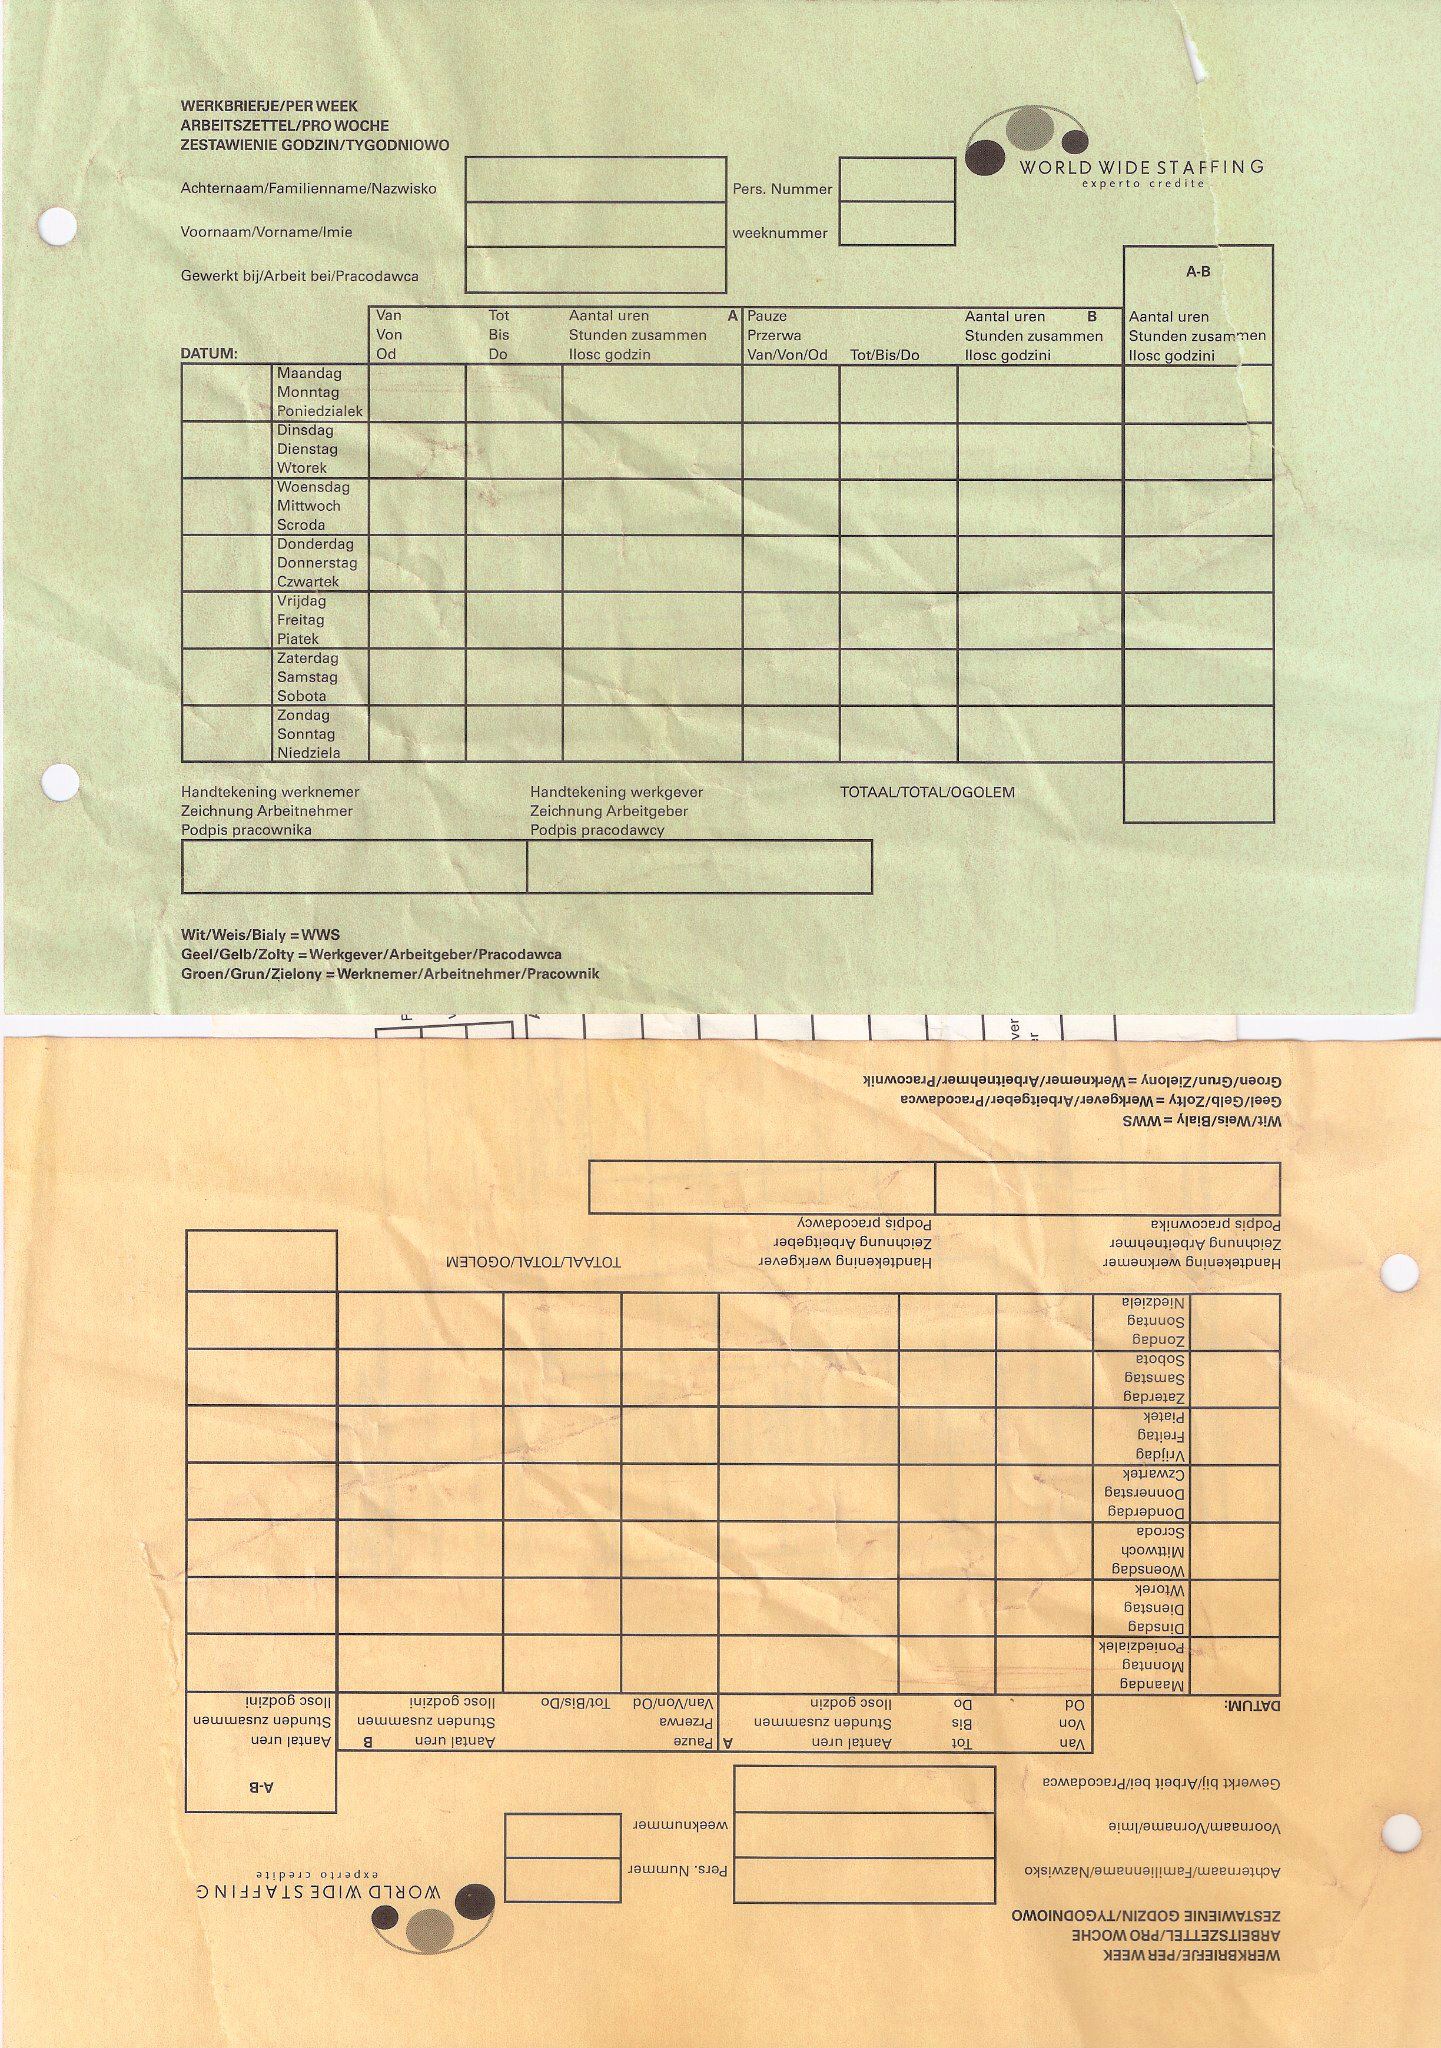 WERKBRIEFJE/PER WEEK
ARBEITSZETTEL/PRO WOCHE
ZESTAWIENIE GODZIN/TYGODNIOWO
WORLD WIDE STAFFING
experto credite
Achternaam/Familienname/Nazwisko
Pers. Nummer
Voornaam/Vorname/Imie
weeknummer
Gewerkt bij/Arbeit bei/Pracodawca
A-B
Van Tot Aantal uren A Pauze Aantal uren B Aantal uren
Von Bis Stunden zusammen Przerwa Stunden zusammen Stunden zusammen
DATUM: Od Do Ilosc godzin Van/Von/Od Tot/Bis/Do Ilosc godzini Ilosc godzini
Maandag
Monntag
Poniedzialek
Dinsdag
Dienstag
Wtorek
Woensdag
Mittwoch
Scroda
Donderdag
Donnerstag
Czwartek
Vrijdag
Freitag
Piatek
Zaterdag
Samstag
Sobota
Zondag
Sonntag
Niedziela
Handtekening werknemer Handtekening werkgever TOTAAL/TOTAL/OGOLEM
Zeichnung Arbeitnehmer Zeichnung Arbeitgeber
Podpis pracownika Podpis pracodawcy
Wit/Weis/Bialy = WWS
Geel/Gelb/Zolty = Werkgever/Arbeitgeber/Pracodawca
Groen/Grun/Zielony = Werknemer/Arbeitnehmer/Pracownik
WERKBRIEFJE/PER WEEK
ARBEITSZETTEL/PRO WOCHE
ZESTAWIENIE GODZIN/TYGODNIOWO
WORLD WIDE STAFFING
experto credite
Achternaam/Familienname/Nazwisko
Pers. Nummer
Voornaam/Vorname/Imie
weeknummer
Gewerkt bij/Arbeit bei/Pracodawca
A-B
Van Tot Aantal uren A Pauze Aantal uren B Aantal uren
Von Bis Stunden zusammen Przerwa Stunden zusammen Stunden zusammen
DATUM: Od Do Ilosc godzin Van/Von/Od Tot/Bis/Do Ilosc godzini Ilosc godzini
Maandag
Monntag
Poniedzialek
Dinsdag
Dienstag
Wtorek
Woensdag
Mittwoch
Scroda
Donderdag
Donnerstag
Czwartek
Vrijdag
Freitag
Piatek
Zaterdag
Samstag
Sobota
Zondag
Sonntag
Niedziela
Handtekening werknemer Handtekening werkgever TOTAAL/TOTAL/OGOLEM
Zeichnung Arbeitnehmer Zeichnung Arbeitgeber
Podpis pracownika Podpis pracodawcy
Wit/Weis/Bialy = WWS
Geel/Gelb/Zolty = Werkgever/Arbeitgeber/Pracodawca
Groen/Grun/Zielony = Werknemer/Arbeitnehmer/Pracownik